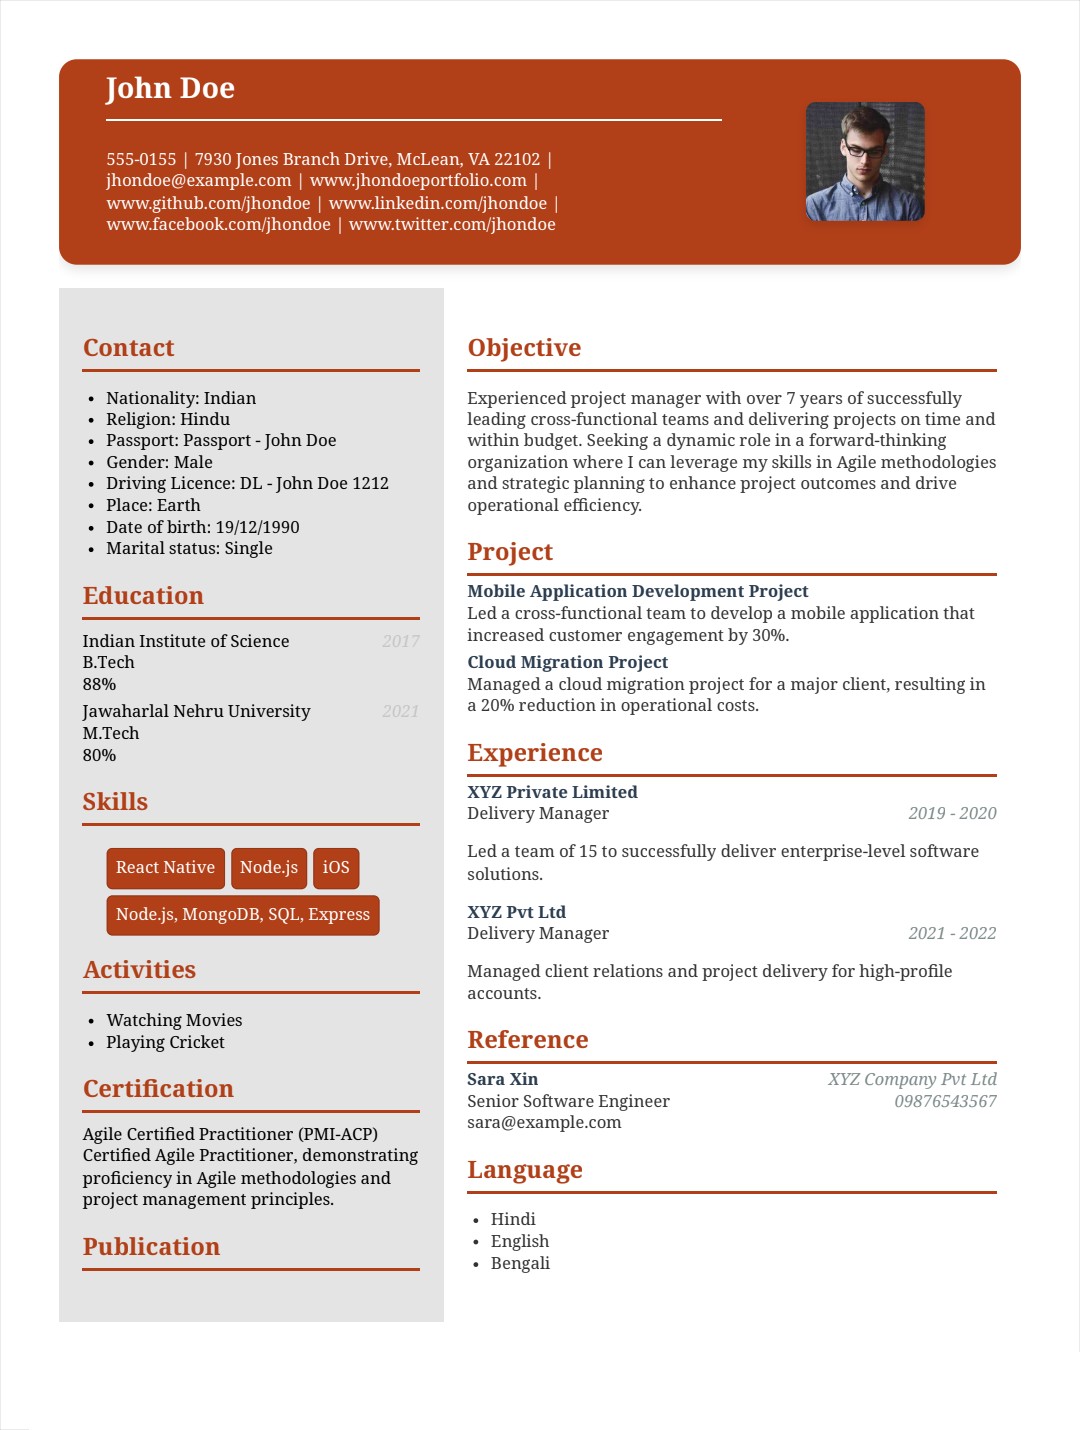 John Doe
555-0155 | 7930 Jones Branch Drive, McLean, VA 22102 |
jhondoe@example.com | www.jhondoeportfolio.com |
www.github.com/jhondoe | www.linkedin.com/jhondoe |
www.facebook.com/jhondoe | www.twitter.com/jhondoe
Contact
• Nationality: Indian
• Religion: Hindu
• Passport: Passport - John Doe
• Gender: Male
• Driving Licence: DL - John Doe 1212
• Place: Earth
• Date of birth: 19/12/1990
• Marital status: Single
Education
Indian Institute of Science 2017
B.Tech
88%
Jawaharlal Nehru University 2021
M.Tech
80%
Skills
React Native Node.js iOS
Node.js, MongoDB, SQL, Express
Activities
• Watching Movies
• Playing Cricket
Certification
Agile Certified Practitioner (PMI-ACP)
Certified Agile Practitioner, demonstrating
proficiency in Agile methodologies and
project management principles.
Publication
Objective
Experienced project manager with over 7 years of successfully
leading cross-functional teams and delivering projects on time and
within budget. Seeking a dynamic role in a forward-thinking
organization where I can leverage my skills in Agile methodologies
and strategic planning to enhance project outcomes and drive
operational efficiency.
Project
Mobile Application Development Project
Led a cross-functional team to develop a mobile application that
increased customer engagement by 30%.
Cloud Migration Project
Managed a cloud migration project for a major client, resulting in
a 20% reduction in operational costs.
Experience
XYZ Private Limited
Delivery Manager 2019 - 2020
Led a team of 15 to successfully deliver enterprise-level software
solutions.
XYZ Pvt Ltd
Delivery Manager 2021 - 2022
Managed client relations and project delivery for high-profile
accounts.
Reference
Sara Xin XYZ Company Pvt Ltd
Senior Software Engineer 09876543567
sara@example.com
Language
• Hindi
• English
• Bengali